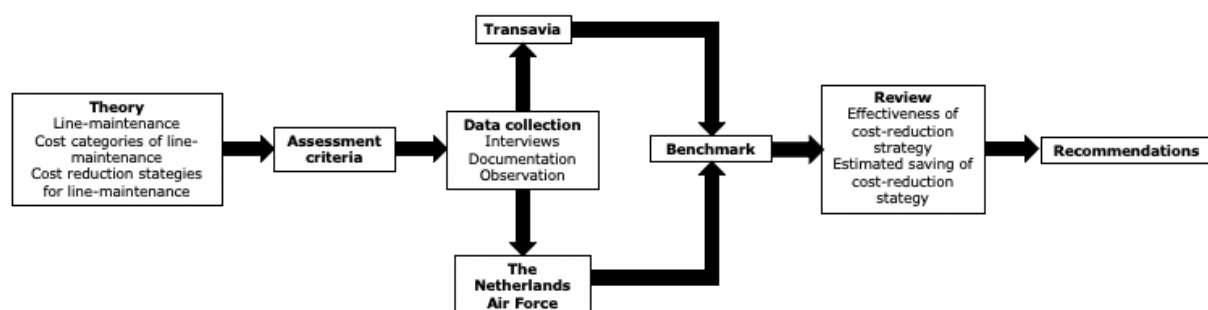 Theory
Line-maintenance
Cost categories of line-
maintenance
Cost reduction stategies
for line-maintenance
Assessment
criteria
Transavia
Data collection
Interviews
Documentation
Observation
The
Netherlands
Air Force
Benchmark
Review
Effectiveness of
cost-reduction
strategy
Estimated saving of
cost-reduction
stategy
Recommendations